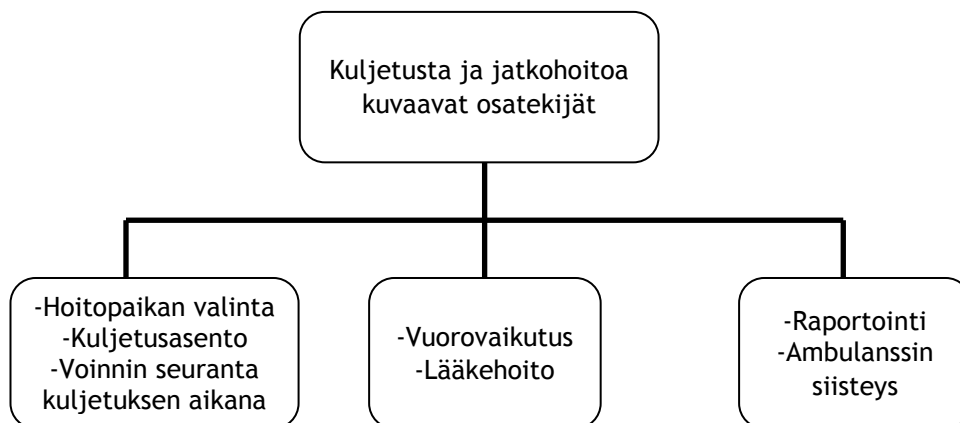 Kuljetusta ja jatkohoitoa
kuvaavat osatekijät
-Hoitopaikan valinta
-Kuljetusasento
-Voinnin seuranta
kuljetuksen aikana
-Vuorovaikutus
-Lääkehoito
-Raportointi
-Ambulanssin
siisteys